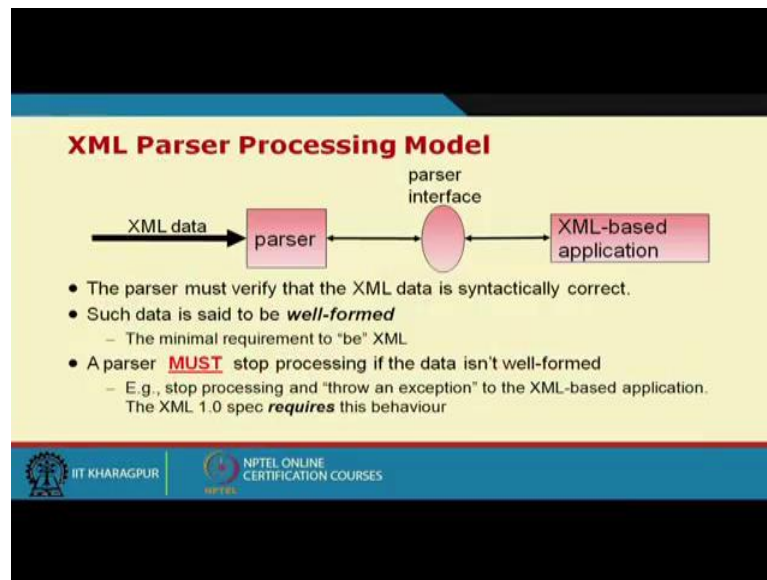 XML Parser Processing Model
parser
interface
XML data
parser
XML-based
application
● The parser must verify that the XML data is syntactically correct.
● Such data is said to be well-formed
– The minimal requirement to “be” XML
● A parser MUST stop processing if the data isn’t well-formed
– E.g., stop processing and “throw an exception” to the XML-based application.
The XML 1.0 spec requires this behaviour
IIT KHARAGPUR
NPTEL ONLINE
CERTIFICATION COURSES
NPTEL